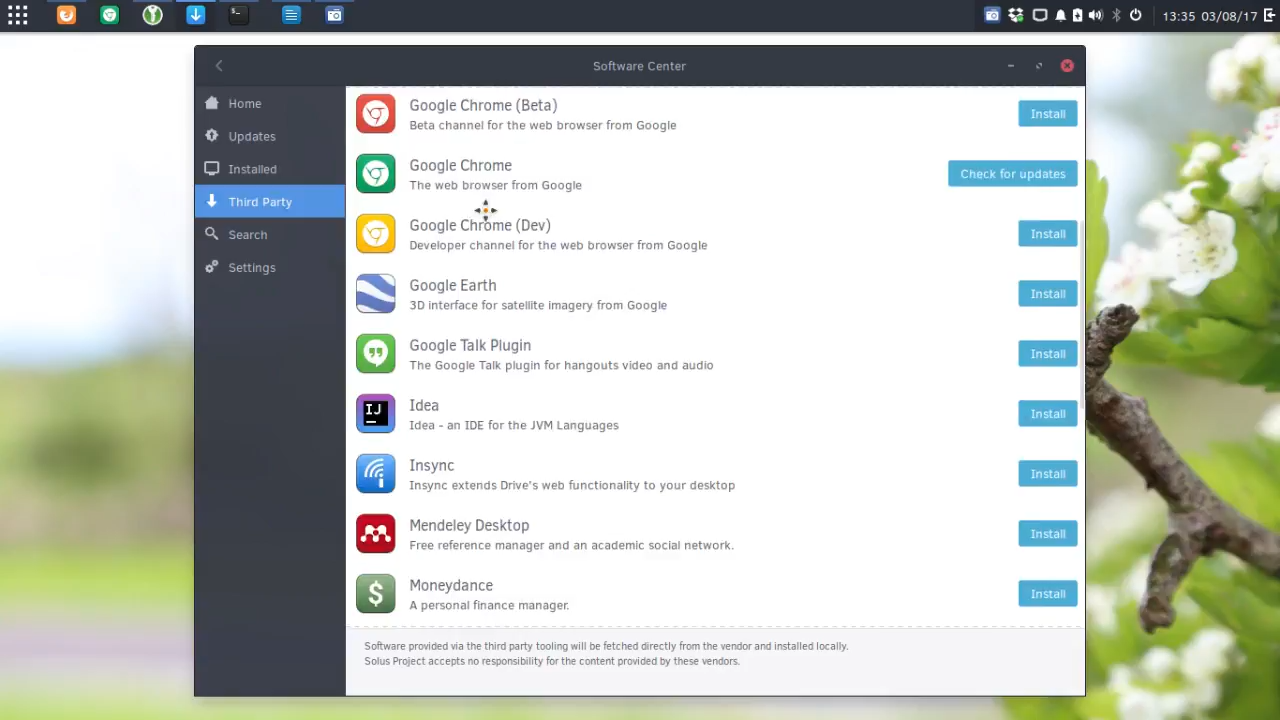 13:35 03/08/17
Software Center
Home
Updates
Installed
Third Party
Search
Settings
Google Chrome (Beta)
Beta channel for the web browser from Google
Install
Google Chrome
The web browser from Google
Check for updates
Google Chrome (Dev)
Developer channel for the web browser from Google
Install
Google Earth
3D interface for satellite imagery from Google
Install
Google Talk Plugin
The Google Talk plugin for hangouts video and audio
Install
IJ
Idea
Idea - an IDE for the JVM Languages
Install
Insync
Insync extends Drive's web functionality to your desktop
Install
Mendeley Desktop
Free reference manager and an academic social network.
Install
$
Moneydance
A personal finance manager.
Install
Software provided via the third party tooling will be fetched directly from the vendor and installed locally.
Solus Project accepts no responsibility for the content provided by these vendors.